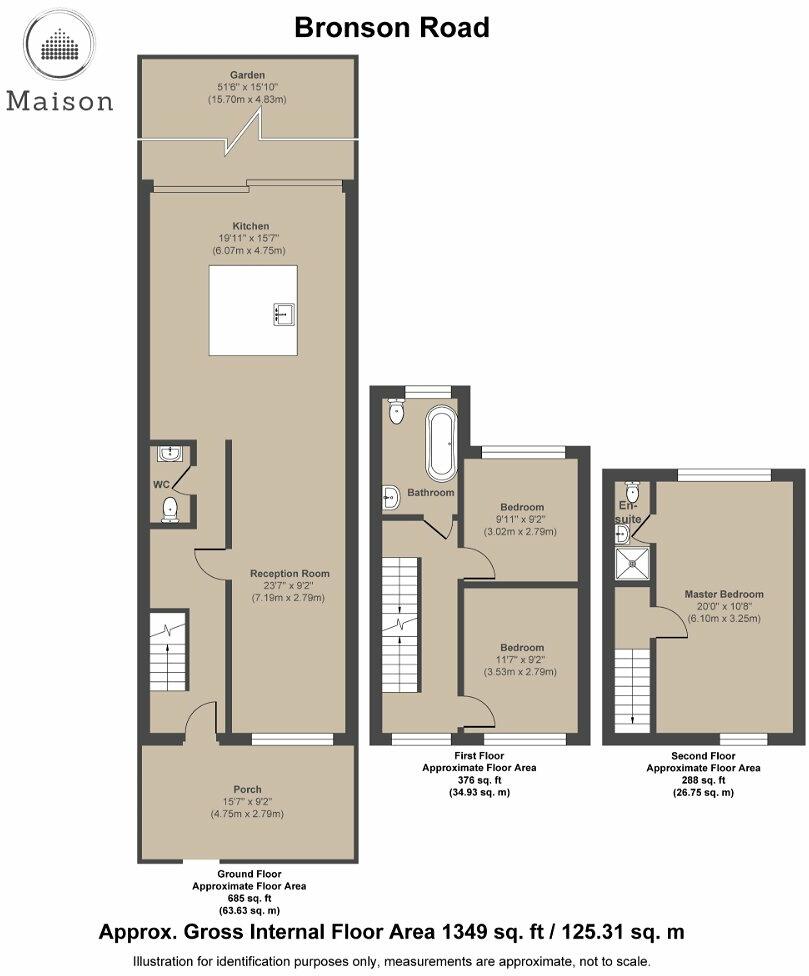 Bronson Road
Maison
Garden
51'6" x 15'10"
(15.70m x 4.83m)
Kitchen
19'11" x 15'7"
(6.07m x 4.75m)
WC
Reception Room
23'7" x 9'2"
(7.19m x 2.79m)
Porch
15'7" x 9'2"
(4.75m x 2.79m)
Ground Floor
Approximate Floor Area
685 sq. ft
(63.63 sq. m)
Bathroom
Bedroom
9'11" x 9'2"
(3.02m x 2.79m)
Bedroom
11'7" x 9'2"
(3.53m x 2.79m)
First Floor
Approximate Floor Area
376 sq. ft
(34.93 sq. m)
En-
suite
Master Bedroom
20'0" x 10'8"
(6.10m x 3.25m)
Second Floor
Approximate Floor Area
288 sq. ft
(26.75 sq. m)
Approx. Gross Internal Floor Area 1349 sq. ft / 125.31 sq. m
Illustration for identification purposes only, measurements are approximate, not to scale.